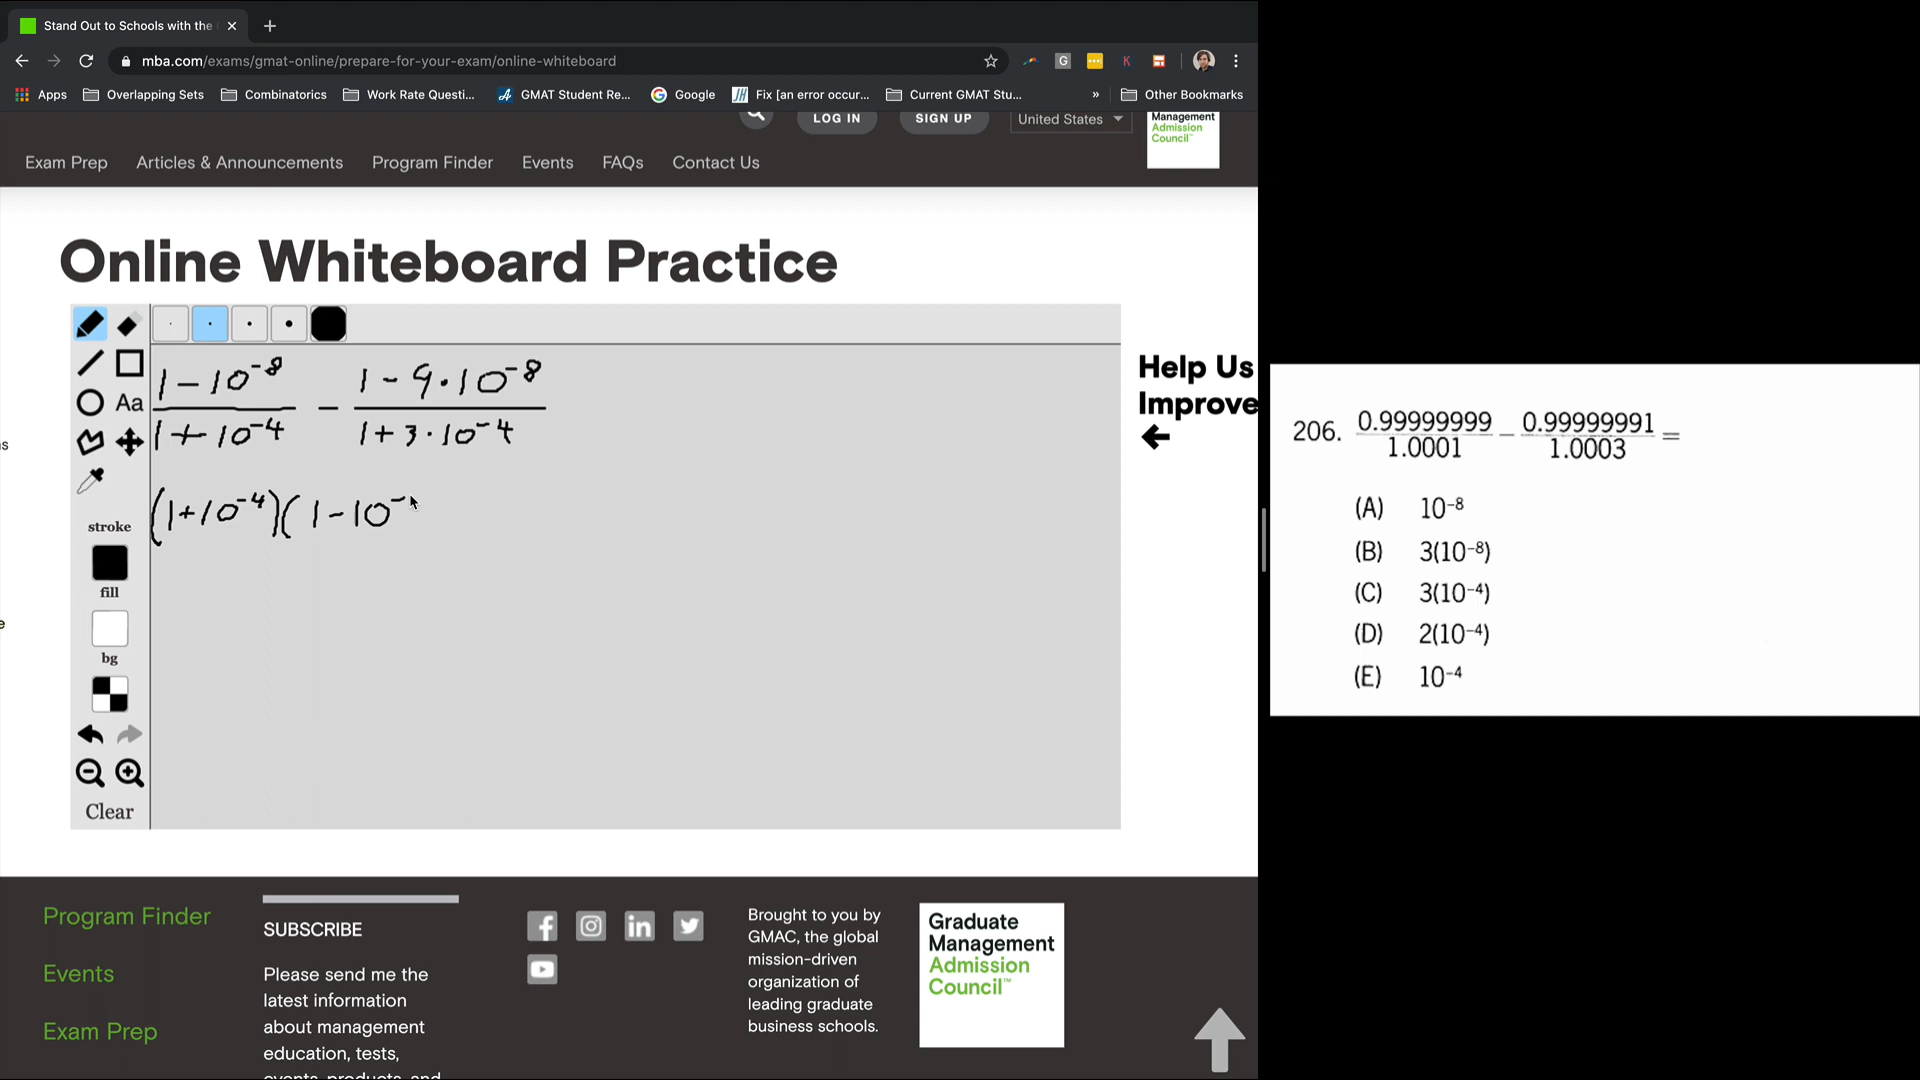 Stand Out to Schools with the
mba.com/exams/gmat-online/prepare-for-your-exam/online-whiteboard
G
K
Apps
Overlapping Sets
Combinatorics
Work Rate Questi...
GMAT Student Re...
Google
Fix [an error occur...
Current GMAT Stu...
»
Other Bookmarks
LOG IN
SIGN UP
United States
Management
Admission
Council™
Exam Prep
Articles & Announcements
Program Finder
Events
FAQs
Contact Us
Online Whiteboard Practice
Aa
stroke
fill
bg
Clear
1 - 10⁻⁸
1 + 10⁻⁴
-
1 - 9·10⁻⁸
1 + 3·10⁻⁴
(1+10⁻⁴)(1-10⁻
Help Us
Improve
206. 0.99999999/1.0001 - 0.99999991/1.0003 =
(A) 10⁻⁸
(B) 3(10⁻⁸)
(C) 3(10⁻⁴)
(D) 2(10⁻⁴)
(E) 10⁻⁴
Program Finder
Events
Exam Prep
SUBSCRIBE
Please send me the
latest information
about management
education, tests,
events, products, and
Brought to you by
GMAC, the global
mission-driven
organization of
leading graduate
business schools.
Graduate
Management
Admission
Council™